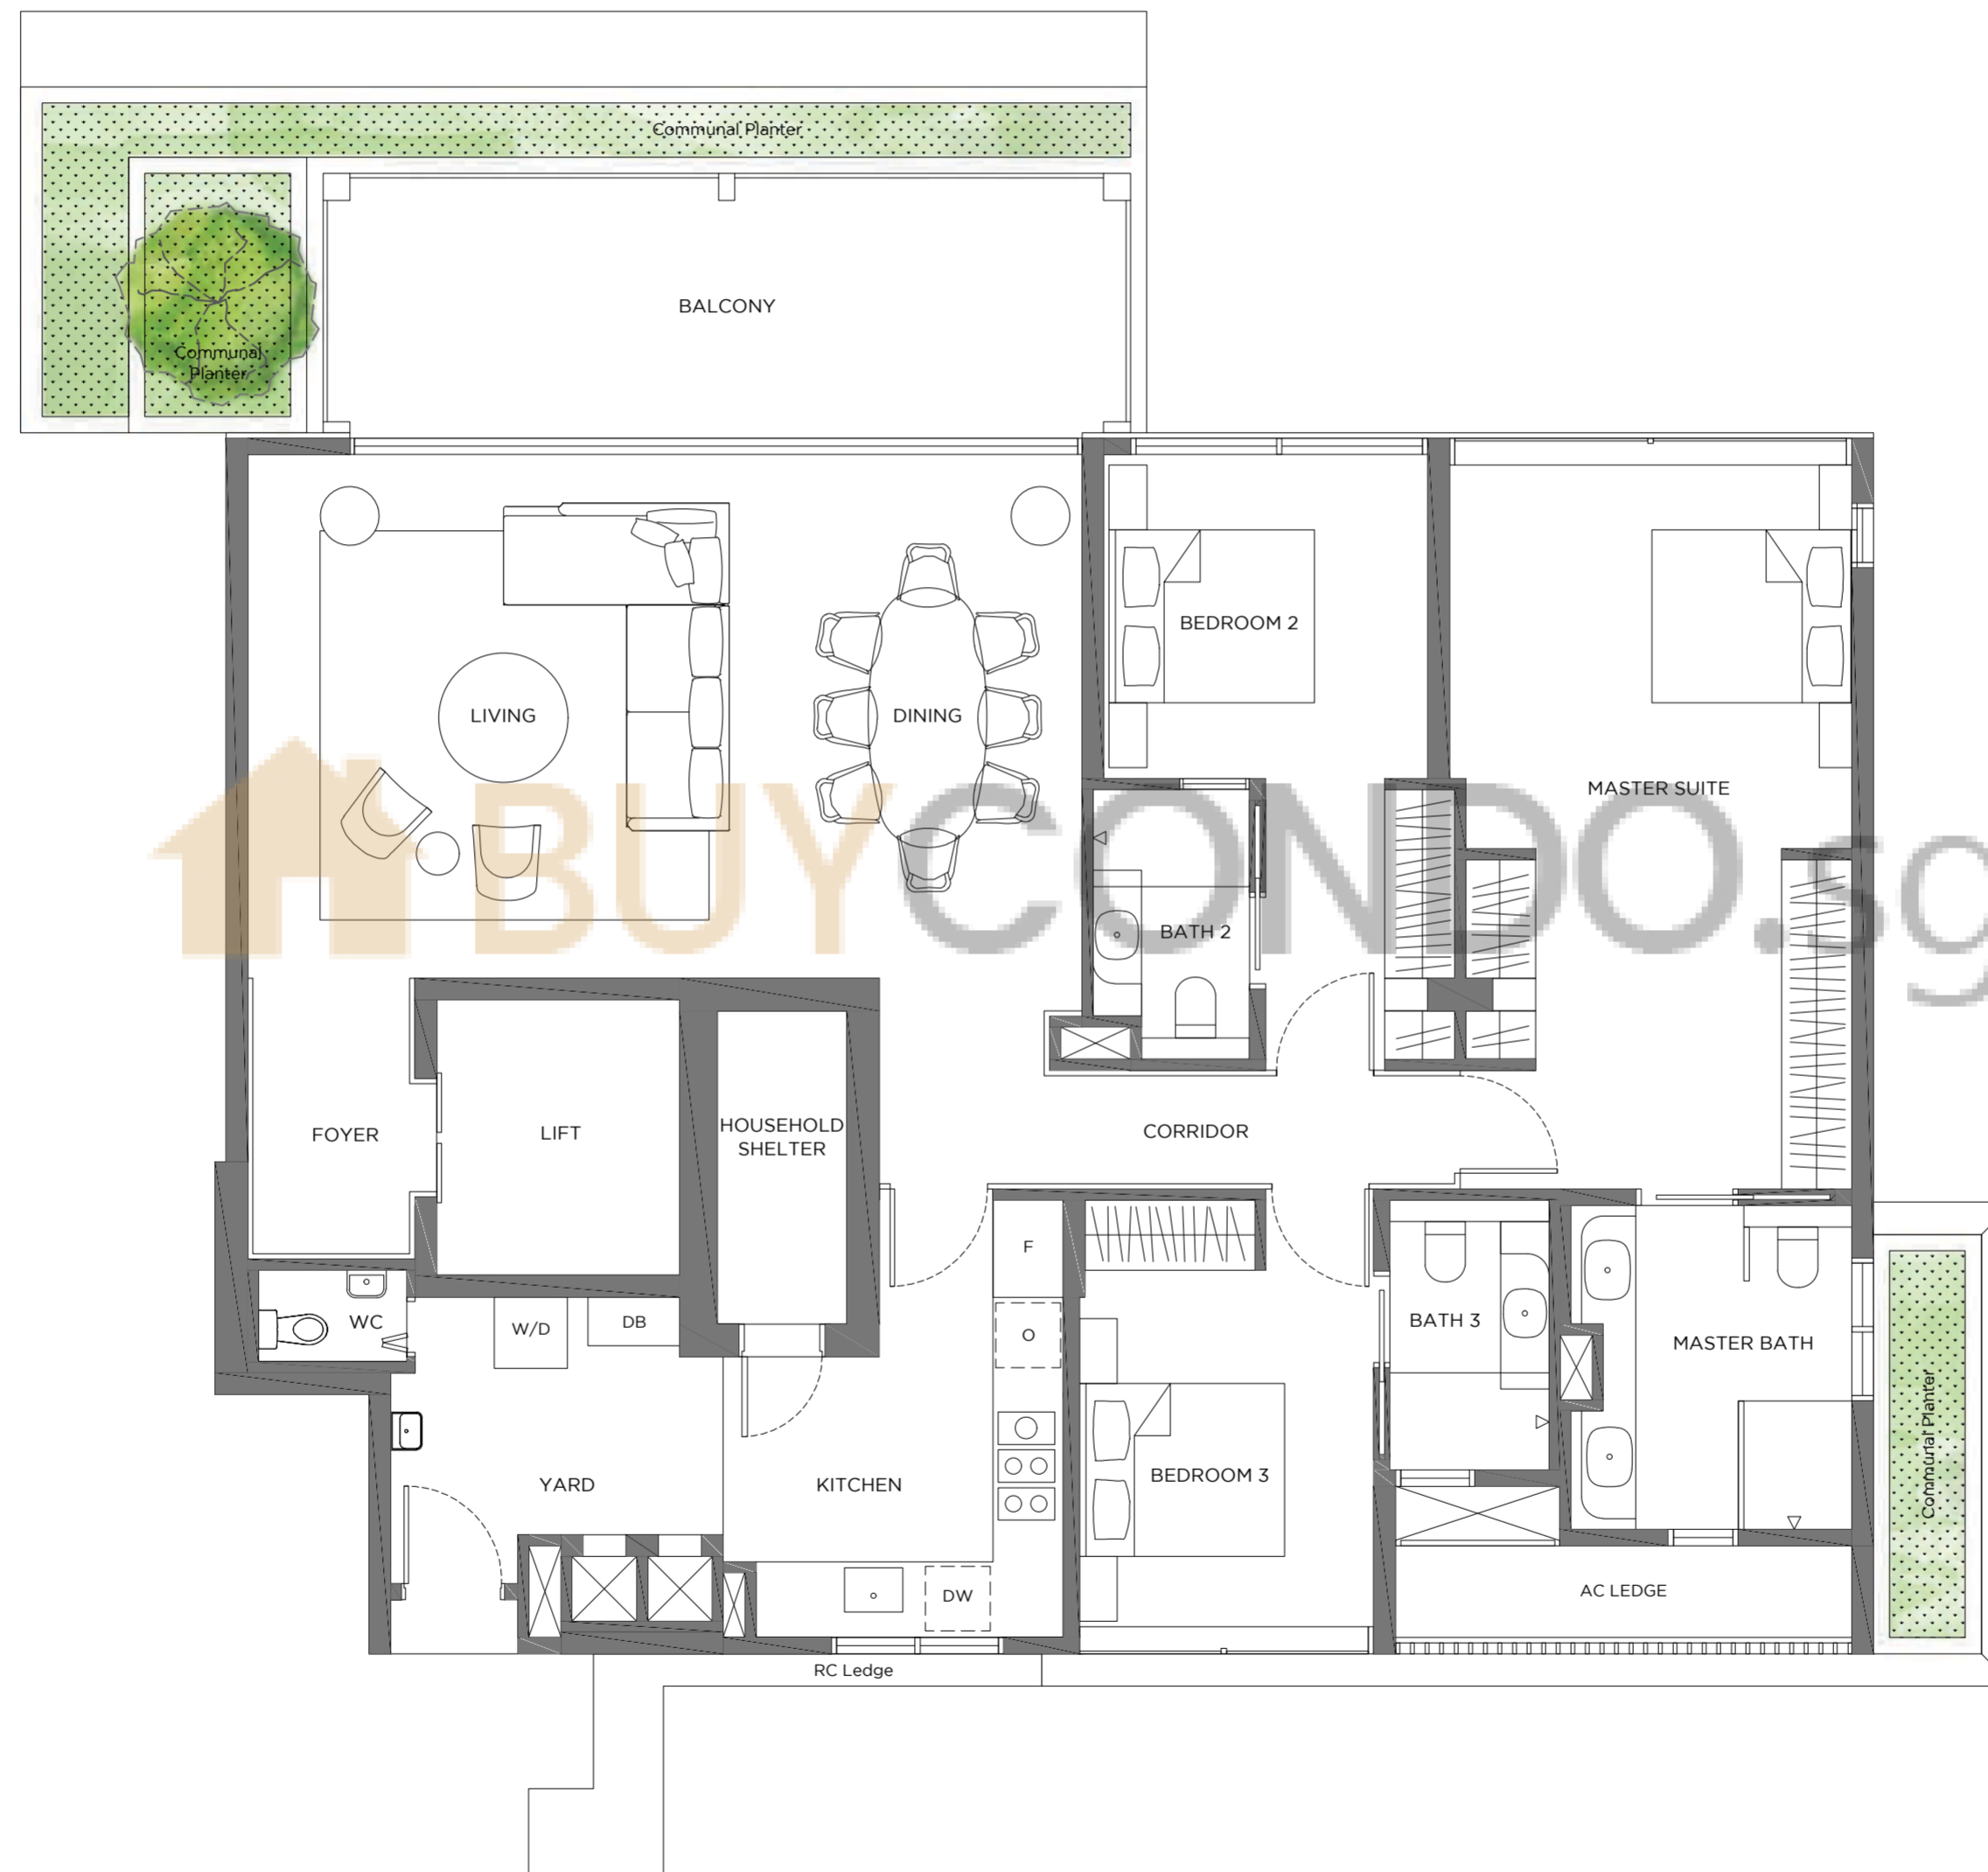 Communal Planter
Communal
Planter
BALCONY
BEDROOM 2
LIVING
DINING
MASTER SUITE
BUYCONDO.sg
BATH 2
FOYER
LIFT
HOUSEHOLD
SHELTER
CORRIDOR
F
WC
W/D
DB
O
BATH 3
MASTER BATH
Communal Planter
YARD
KITCHEN
BEDROOM 3
DW
AC LEDGE
RC Ledge